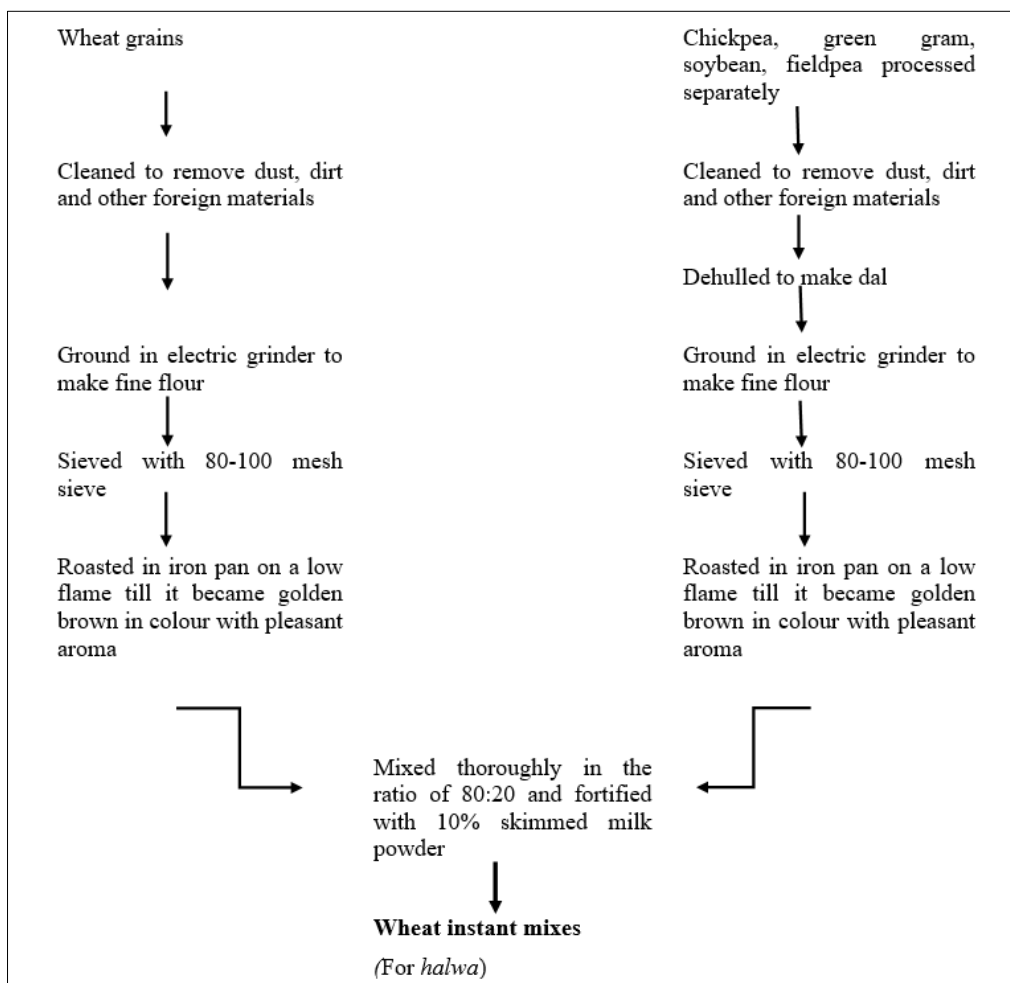 Wheat grains
Chickpea, green gram,
soybean, fieldpea processed
separately
Cleaned to remove dust, dirt
and other foreign materials
Cleaned to remove dust, dirt
and other foreign materials
Dehulled to make dal
Ground in electric grinder to
make fine flour
Ground in electric grinder to
make fine flour
Sieved with 80-100 mesh
sieve
Sieved with 80-100 mesh
sieve
Roasted in iron pan on a low
flame till it became golden
brown in colour with pleasant
aroma
Roasted in iron pan on a low
flame till it became golden
brown in colour with pleasant
aroma
Mixed thoroughly in the
ratio of 80:20 and fortified
with 10% skimmed milk
powder
Wheat instant mixes
(For halwa)